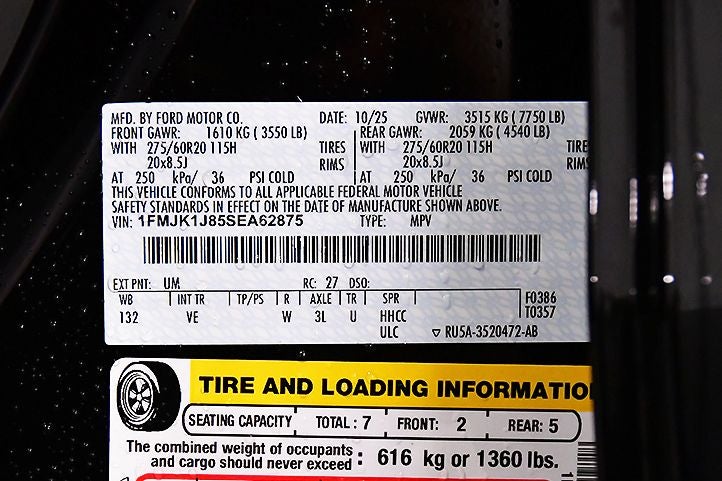 MFD. BY FORD MOTOR CO. DATE: 10/25 GVWR: 3515 KG ( 7750 LB)
FRONT GAWR: 1610 KG ( 3550 LB) REAR GAWR: 2059 KG ( 4540 LB)
WITH 275/60R20 115H TIRES WITH 275/60R20 115H TIRE
20x8.5J RIMS 20x8.5J RIMS
AT 250 kPa/ 36 PSI COLD AT 250 kPa/ 36 PSI COLD
THIS VEHICLE CONFORMS TO ALL APPLICABLE FEDERAL MOTOR VEHICLE
SAFETY STANDARDS IN EFFECT ON THE DATE OF MANUFACTURE SHOWN ABOVE.
VIN: 1FMJK1J85SEA62875 TYPE: MPV
EXT PNT: UM RC: 27 DSO:
WB INT TR TP/PS R AXLE TR SPR F0386
132 VE W 3L U HHCC T0357
ULC ▽ RU5A-3520472-AB
TIRE AND LOADING INFORMATIO
SEATING CAPACITY TOTAL : 7 FRONT: 2 REAR: 5
The combined weight of occupants
and cargo should never exceed : 616 kg or 1360 lbs.